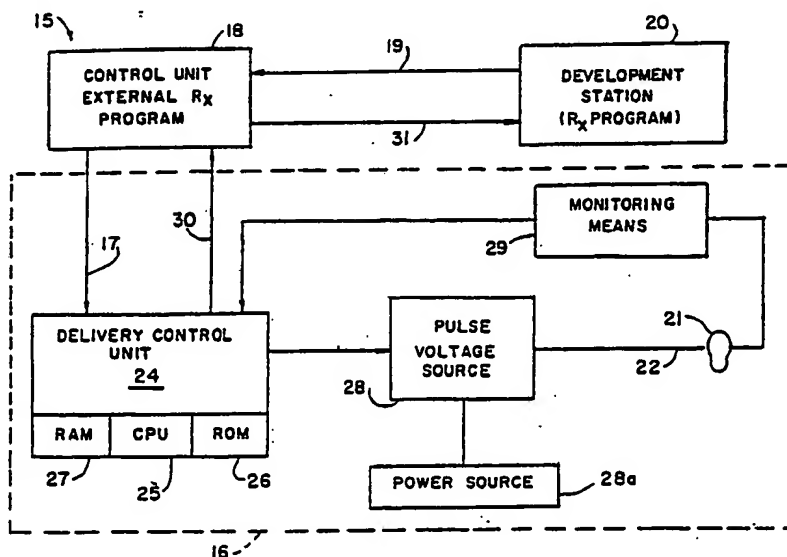 15
18
CONTROL UNIT
EXTERNAL Rx
PROGRAM
19
31
20
DEVELOPMENT
STATION
(Rx PROGRAM)
17
30
MONITORING
MEANS
29
DELIVERY CONTROL
UNIT
24
RAM
CPU
ROM
27
25
26
PULSE
VOLTAGE
SOURCE
28
21
22
POWER SOURCE
28a
16